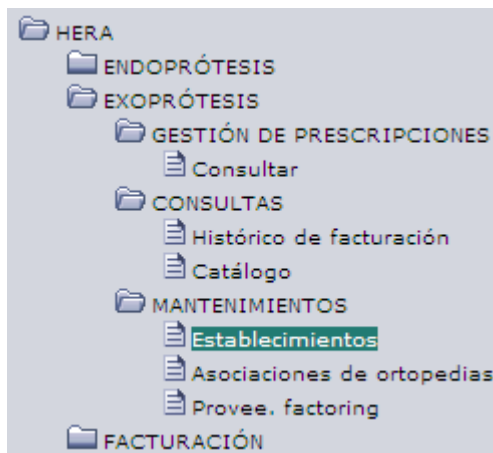 HERA
ENDOPRÓTESIS
EXOPRÓTESIS
GESTIÓN DE PRESCRIPCIONES
Consultar
CONSULTAS
Histórico de facturación
Catálogo
MANTENIMIENTOS
Establecimientos
Asociaciones de ortopedias
Provee. factoring
FACTURACIÓN